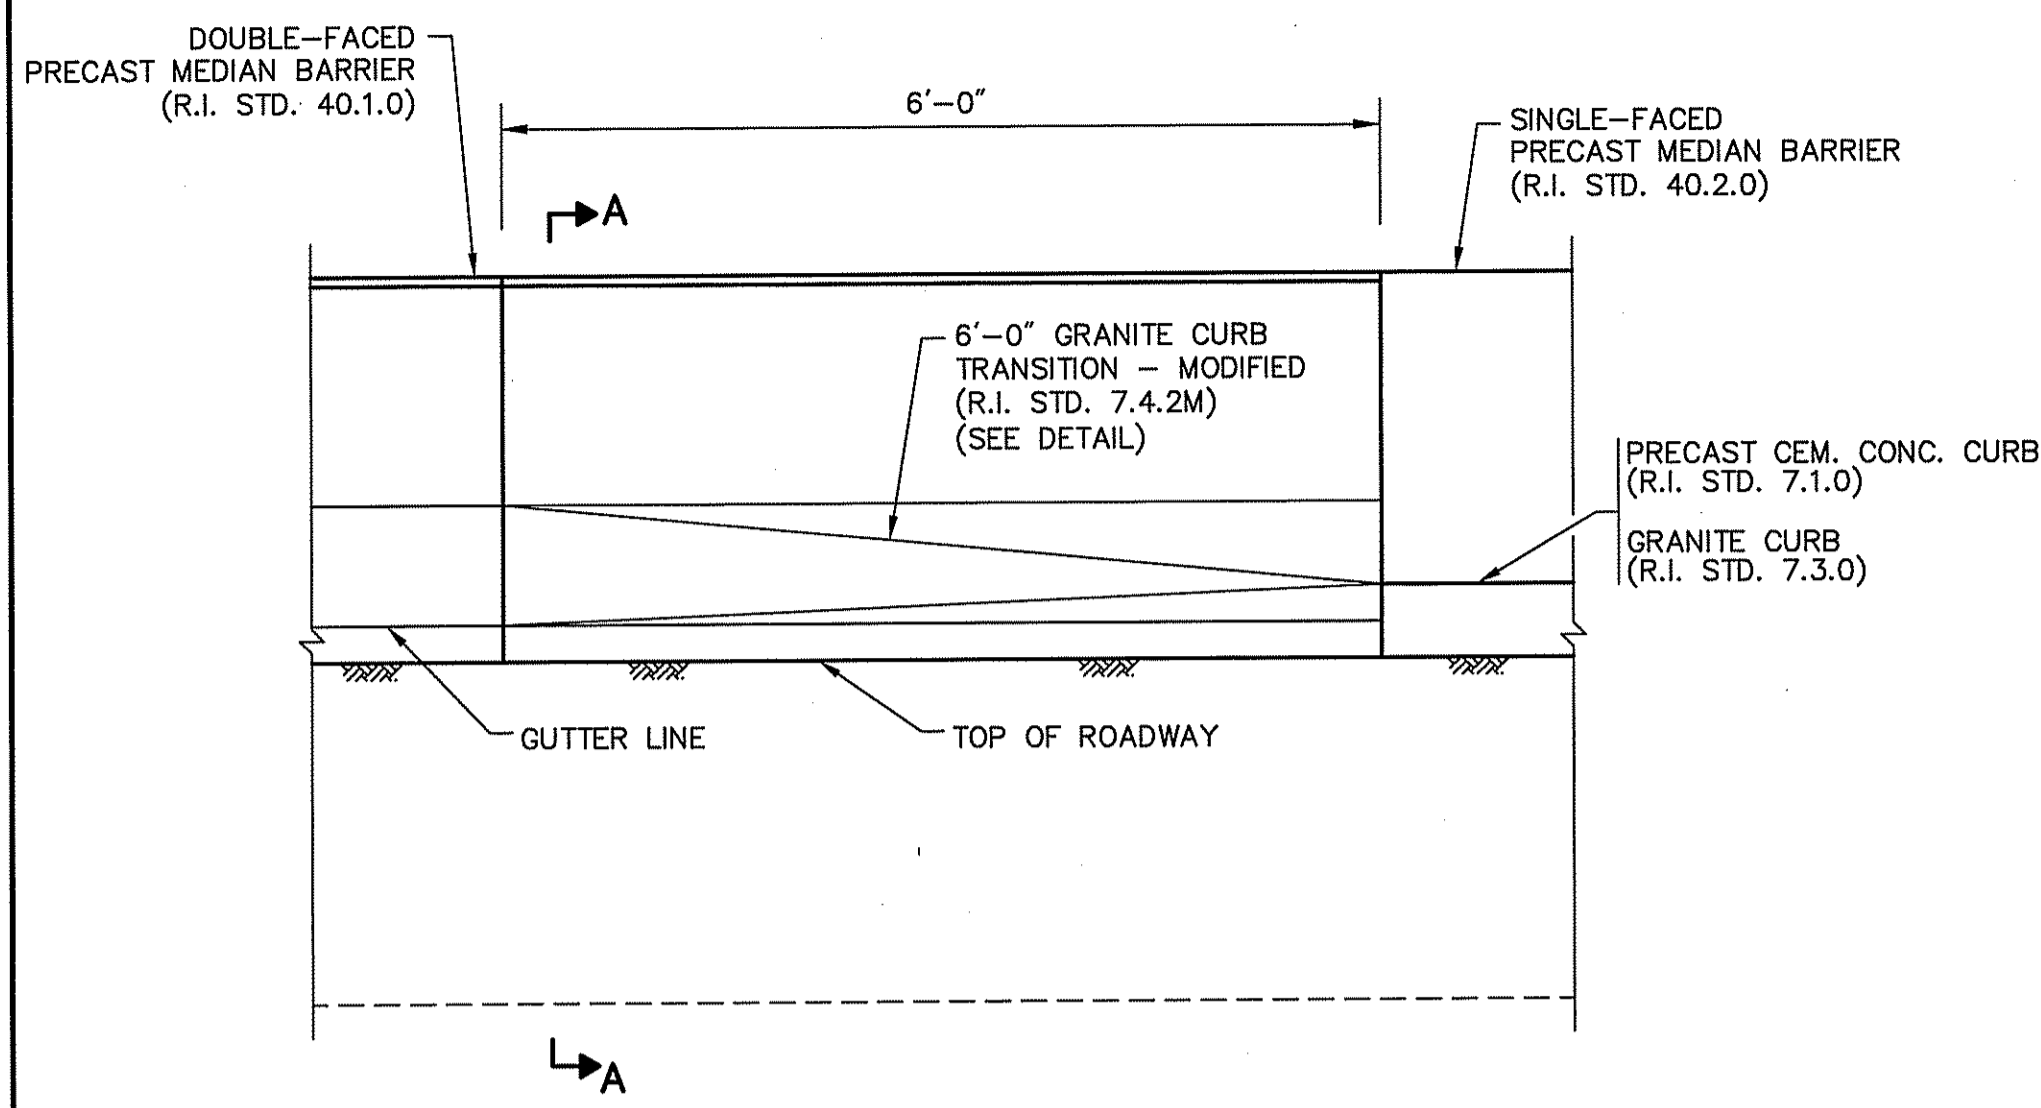 DOUBLE-FACED
PRECAST MEDIAN BARRIER
(R.I. STD. 40.1.0)
6'-0"
SINGLE-FACED
PRECAST MEDIAN BARRIER
(R.I. STD. 40.2.0)
A
6'-0" GRANITE CURB
TRANSITION - MODIFIED
(R.I. STD. 7.4.2M)
(SEE DETAIL)
PRECAST CEM. CONC. CURB
(R.I. STD. 7.1.0)
GRANITE CURB
(R.I. STD. 7.3.0)
GUTTER LINE
TOP OF ROADWAY
A